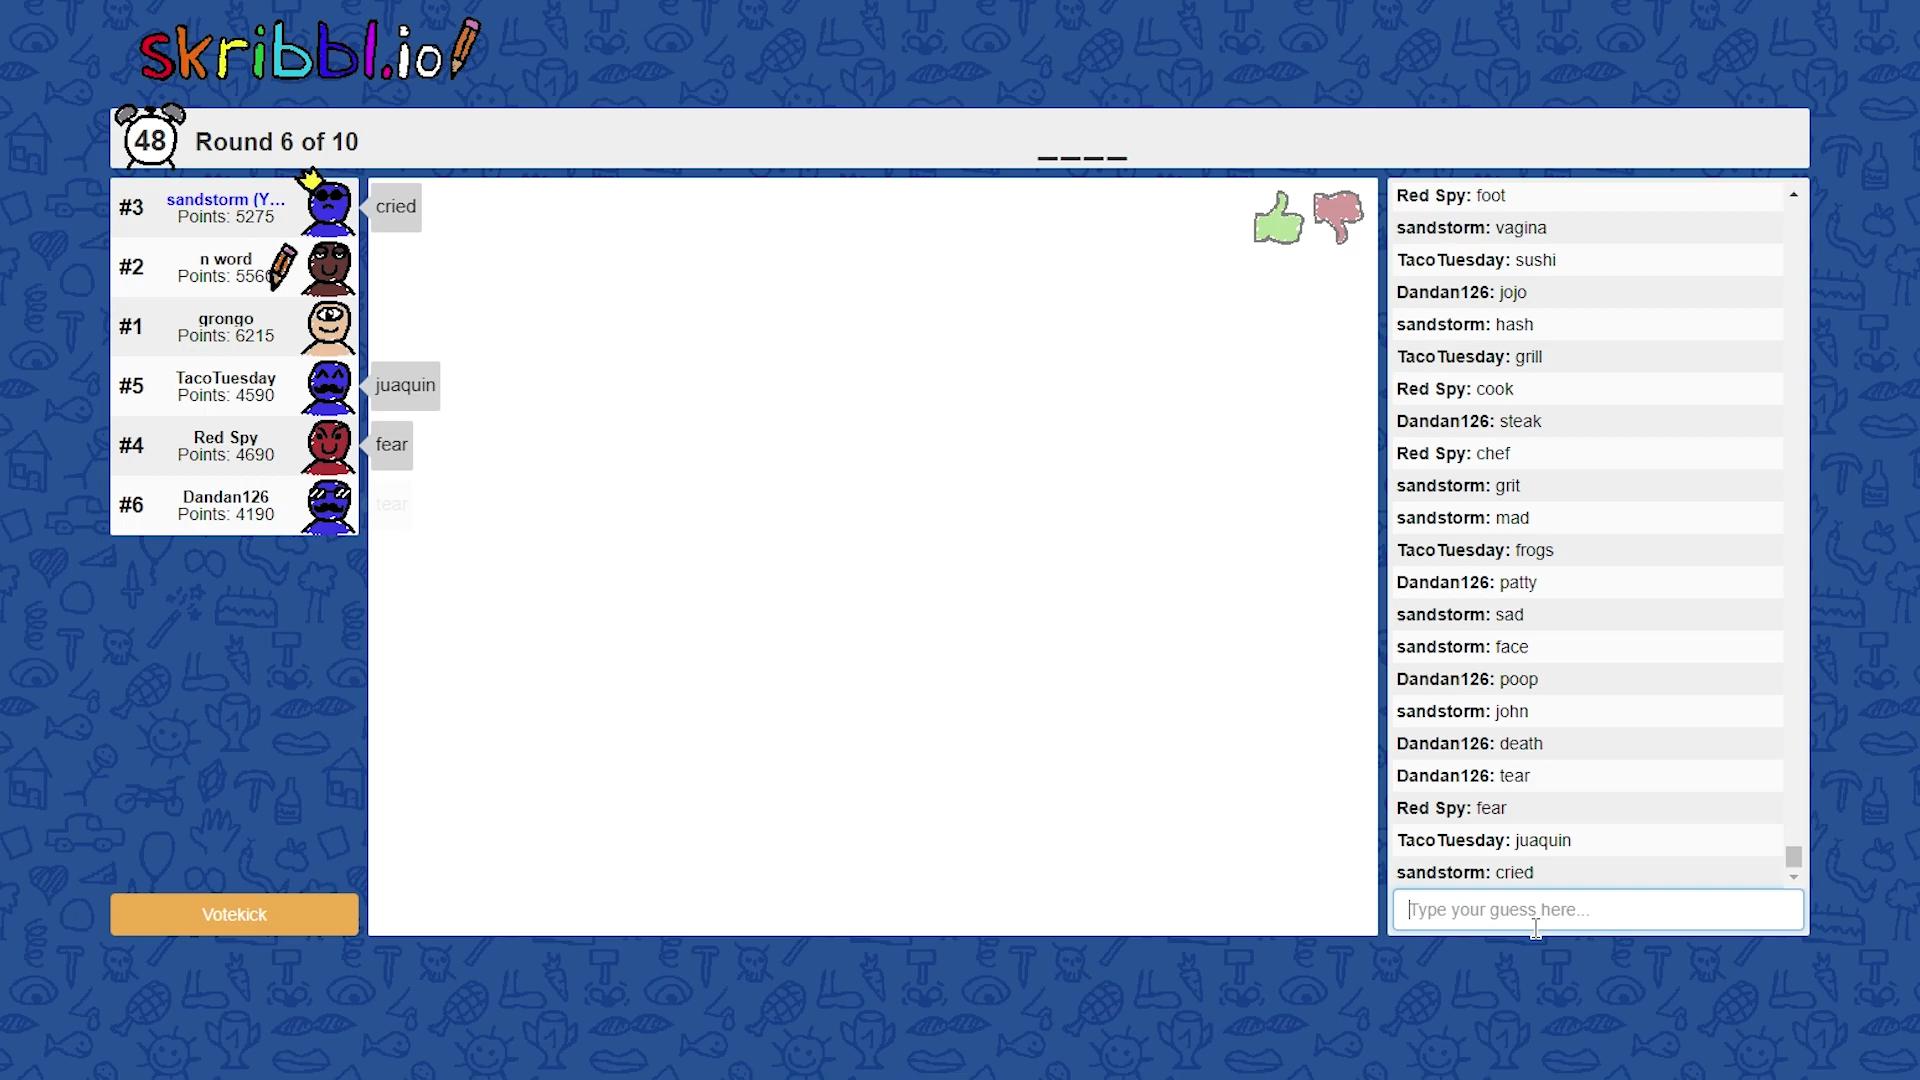 skribbl.io
48
Round 6 of 10
____
#3
sandstorm (Y...
Points: 5275
cried
#2
n word
Points: 5560
#1
grongo
Points: 6215
#5
TacoTuesday
Points: 4590
juaquin
#4
Red Spy
Points: 4690
fear
#6
Dandan126
Points: 4190
tear
Votekick
Red Spy: foot
sandstorm: vagina
TacoTuesday: sushi
Dandan126: jojo
sandstorm: hash
TacoTuesday: grill
Red Spy: cook
Dandan126: steak
Red Spy: chef
sandstorm: grit
sandstorm: mad
TacoTuesday: frogs
Dandan126: patty
sandstorm: sad
sandstorm: face
Dandan126: poop
sandstorm: john
Dandan126: death
Dandan126: tear
Red Spy: fear
TacoTuesday: juaquin
sandstorm: cried
Type your guess here...